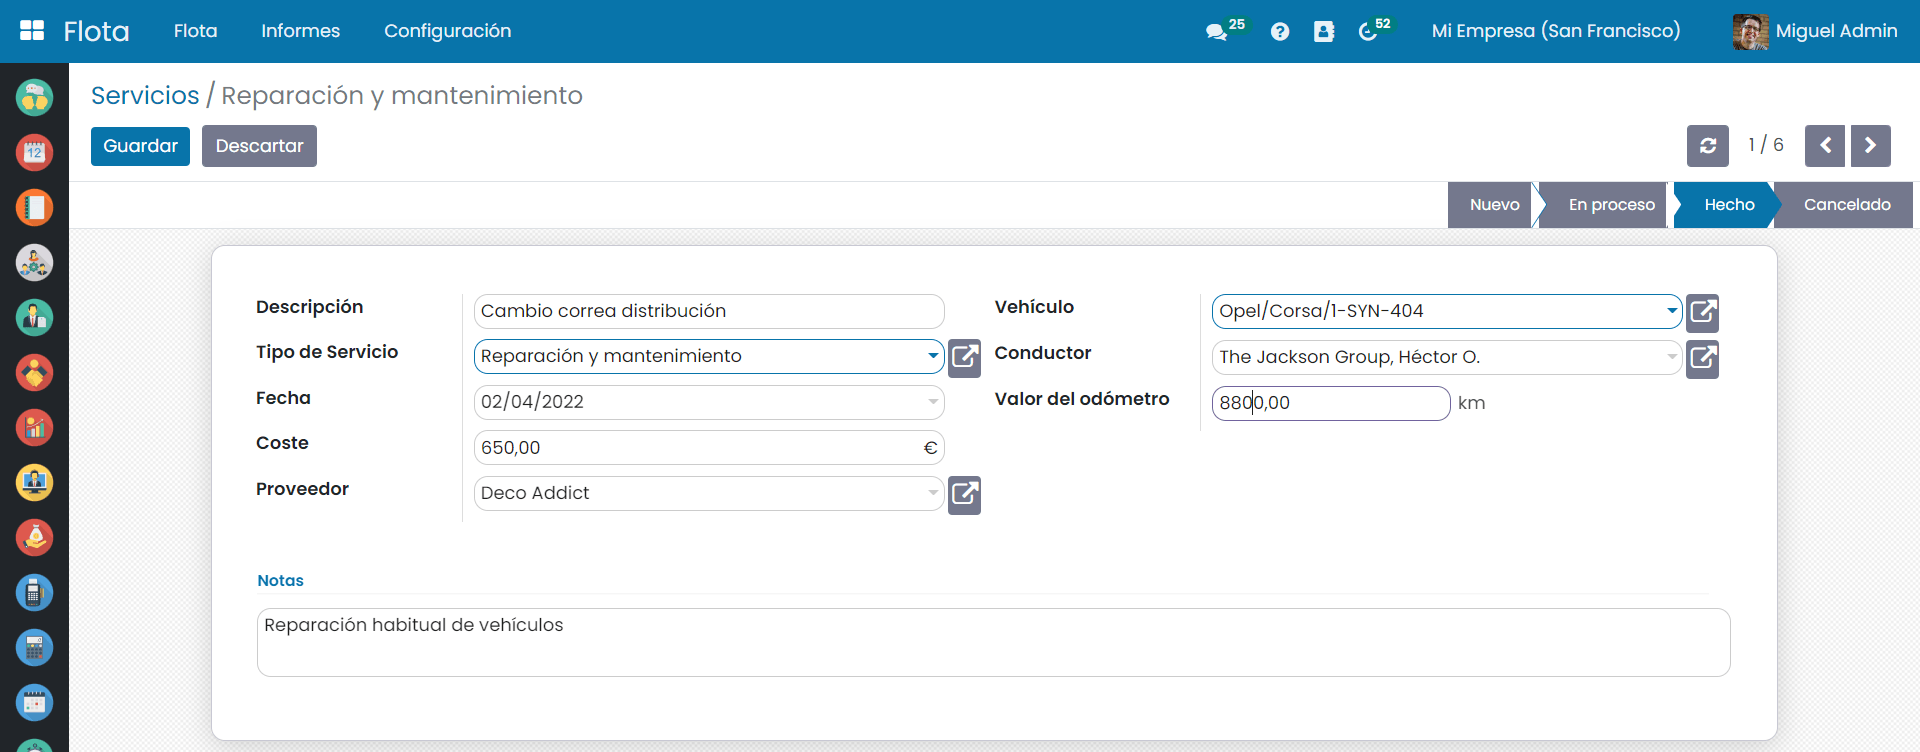 Flota Flota Informes Configuración 25 52 Mi Empresa (San Francisco) Miguel Admin
Servicios / Reparación y mantenimiento
Guardar Descartar 1 / 6
Nuevo En proceso Hecho Cancelado
Descripción Cambio correa distribución Vehículo Opel/Corsa/1-SYN-404
Tipo de Servicio Reparación y mantenimiento Conductor The Jackson Group, Héctor O.
Fecha 02/04/2022 Valor del odómetro 8800,00 km
Coste 650,00 €
Proveedor Deco Addict
Notas
Reparación habitual de vehículos
12